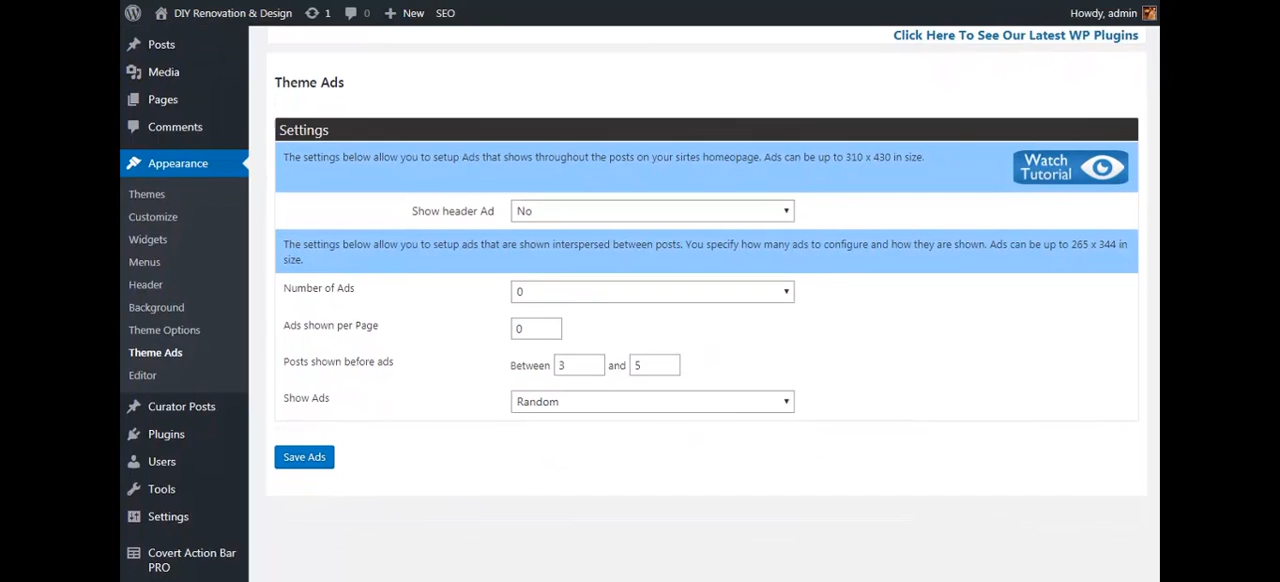 DIY Renovation & Design 1 0 New SEO Howdy, admin
Click Here To See Our Latest WP Plugins
Posts
Media
Pages
Comments
Appearance
Themes
Customize
Widgets
Menus
Header
Background
Theme Options
Theme Ads
Editor
Curator Posts
Plugins
Users
Tools
Settings
Covert Action Bar
PRO
Theme Ads
Settings
The settings below allow you to setup Ads that shows throughout the posts on your sirtes homeopage. Ads can be up to 310 x 430 in size.
Watch
Tutorial
Show header Ad No
The settings below allow you to setup ads that are shown interspersed between posts. You specify how many ads to configure and how they are shown. Ads can be up to 265 x 344 in
size.
Number of Ads 0
Ads shown per Page 0
Posts shown before ads Between 3 and 5
Show Ads Random
Save Ads